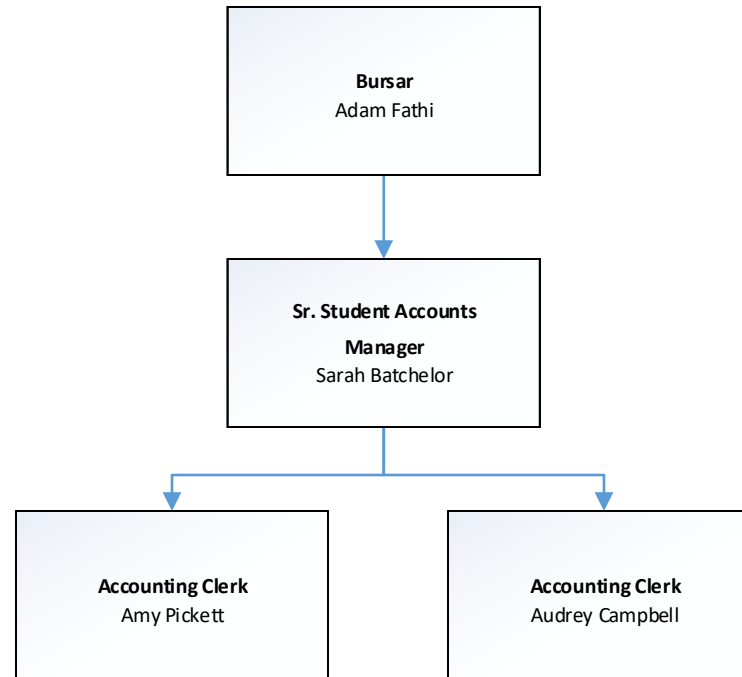 Bursar
Adam Fathi
Sr. Student Accounts
Manager
Sarah Batchelor
Accounting Clerk
Amy Pickett
Accounting Clerk
Audrey Campbell